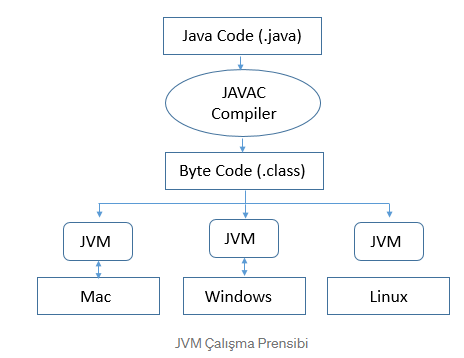 Java Code (.java)
JAVAC
Compiler
Byte Code (.class)
JVM
JVM
JVM
Mac
Windows
Linux
JVM Çalışma Prensibi